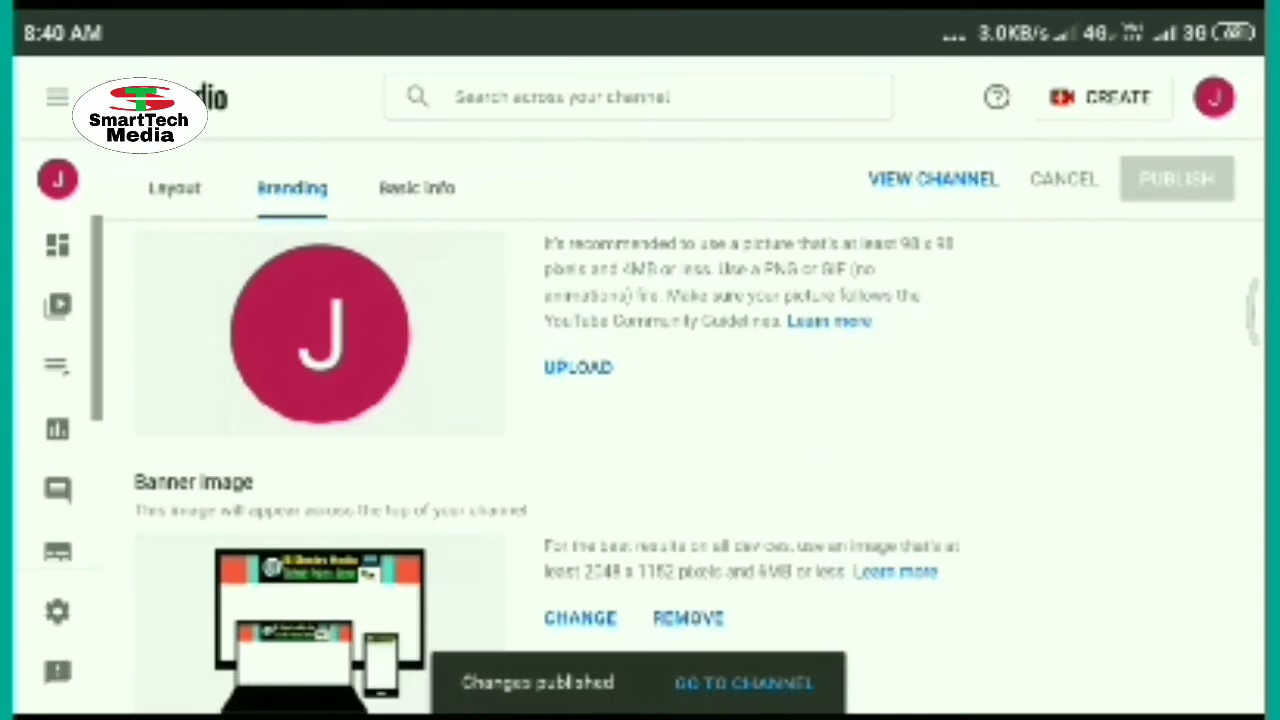 8:40 AM
... 3.0KB/s 4G 3G
SmartTech
Media
dio
Search across your channel
CREATE
J
J
Layout
Branding
Basic info
VIEW CHANNEL
CANCEL
PUBLISH
J
It's recommended to use a picture that's at least 98 x 98
pixels and 4MB or less. Use a PNG or GIF (no
animations) file. Make sure your picture follows the
YouTube Community Guidelines. Learn more
UPLOAD
Banner image
This image will appear across the top of your channel
For the best results on all devices, use an image that's at
least 2048 x 1152 pixels and 6MB or less. Learn more
CHANGE
REMOVE
Changes published
GO TO CHANNEL